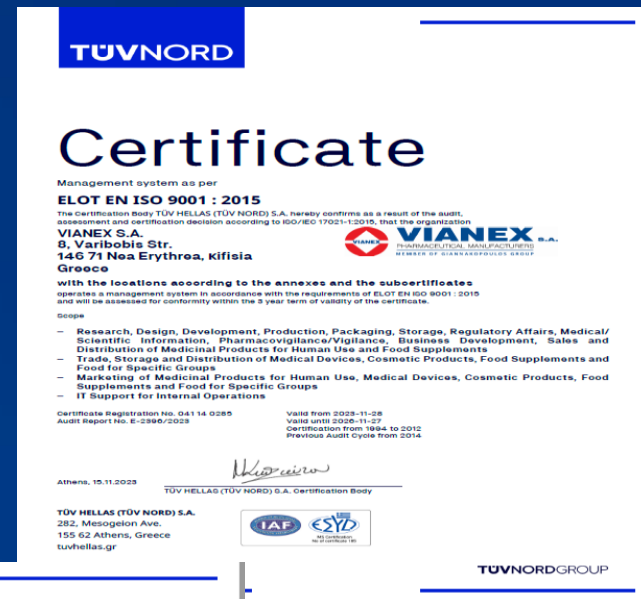 TÜVNORD
Certificate
Management system as per
ELOT EN ISO 9001 : 2015
The Certification Body TÜV HELLAS (TÜV NORD) S.A. hereby confirms as a result of the audit,
assessment and certification decision according to ISO/IEC 17021-1:2015, that the organization
VIANEX S.A.
8, Varibobis Str.
146 71 Nea Erythrea, Kifisia
Greece
VIANEX
VIANEX S.A.
PHARMACEUTICAL MANUFACTURERS
MEMBER OF GIANNAKOPOULOS GROUP
with the locations according to the annexes and the subcertificates
operates a management system in accordance with the requirements of ELOT EN ISO 9001 : 2015
and will be assessed for conformity within the 3 year term of validity of the certificate.
Scope
– Research, Design, Development, Production, Packaging, Storage, Regulatory Affairs, Medical/
Scientific Information, Pharmacovigilance/Vigilance, Business Development, Sales and
Distribution of Medicinal Products for Human Use and Food Supplements
– Trade, Storage and Distribution of Medical Devices, Cosmetic Products, Food Supplements and
Food for Specific Groups
– Marketing of Medicinal Products for Human Use, Medical Devices, Cosmetic Products, Food
Supplements and Food for Specific Groups
– IT Support for Internal Operations
Certificate Registration No. 041 14 0285
Audit Report No. E-2396/2023
Valid from 2023-11-28
Valid until 2026-11-27
Certification from 1994 to 2012
Previous Audit Cycle from 2014
Athens, 15.11.2023
TÜV HELLAS (TÜV NORD) S.A. Certification Body
TÜV HELLAS (TÜV NORD) S.A.
282, Mesogeion Ave.
155 62 Athens, Greece
tuvhellas.gr
IAF
ΕΣΥΔ
MS Certification
TÜVNORDGROUP